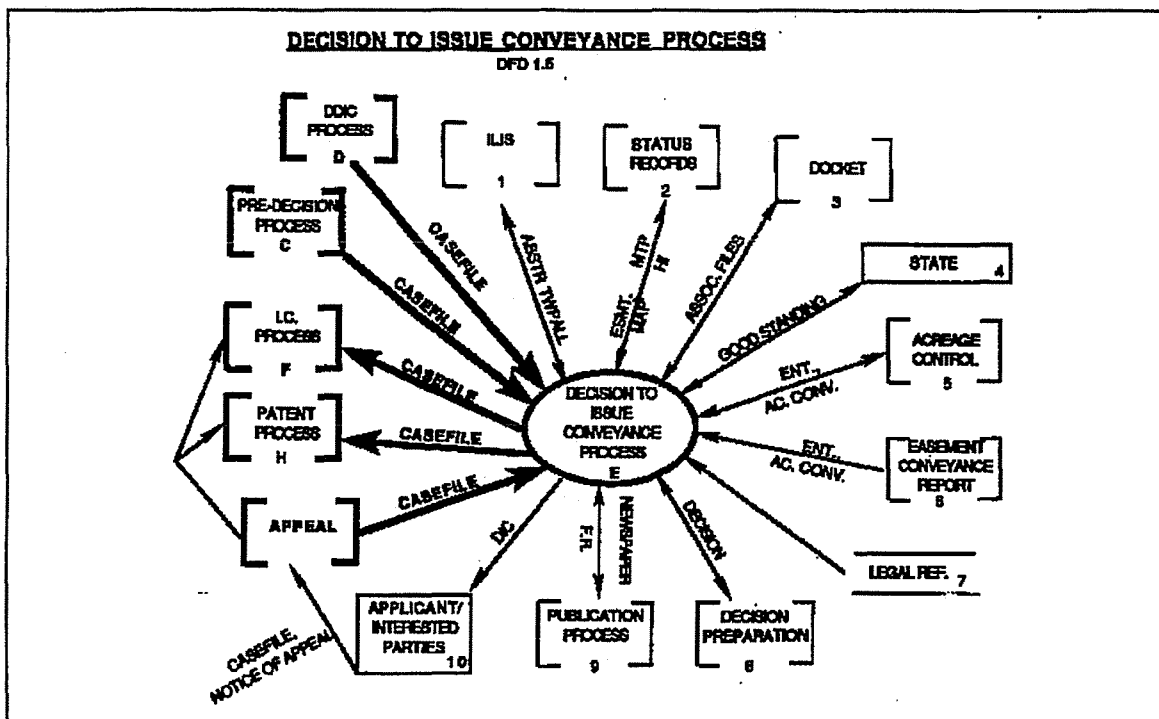 DECISION TO ISSUE CONVEYANCE PROCESS
DFD 1.5
DDIC
PROCESS
D
ILIS
1
STATUS
RECORDS
2
DOCKET
3
PRE-DECISION
PROCESS
C
STATE 4
I.C.
PROCESS
F
ACREAGE
CONTROL
5
PATENT
PROCESS
H
EASEMENT
CONVEYANCE
REPORT 6
APPEAL
LEGAL REF. 7
APPLICANT/
INTERESTED
PARTIES
10
PUBLICATION
PROCESS
9
DECISION
PREPARATION
8
DECISION TO
ISSUE
CONVEYANCE
PROCESS
E
CASEFILE
CASEFILE
CASEFILE
CASEFILE
CASEFILE
ABSTR TWP/ALL
ESMT., MTP
MAP HI
ASSOC. FILES
GOOD STANDING
ENT.,
AC. CONV.
ENT.,
AC. CONV.
DECISION
NEWSPAPER
F.R.
DIC
CASEFILE,
NOTICE OF APPEAL